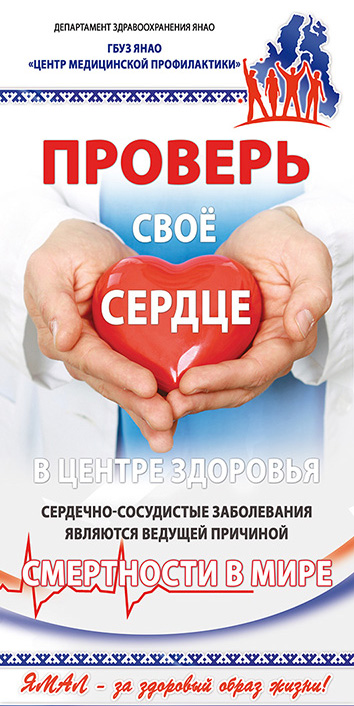 ДЕПАРТАМЕНТ ЗДРАВООХРАНЕНИЯ ЯНАО
ГБУЗ ЯНАО
«ЦЕНТР МЕДИЦИНСКОЙ ПРОФИЛАКТИКИ»
ПРОВЕРЬ
СВОЁ
СЕРДЦЕ
В ЦЕНТРЕ ЗДОРОВЬЯ
СЕРДЕЧНО-СОСУДИСТЫЕ ЗАБОЛЕВАНИЯ
ЯВЛЯЮТСЯ ВЕДУЩЕЙ ПРИЧИНОЙ
СМЕРТНОСТИ В МИРЕ
ЯМАЛ - за здоровый образ жизни!